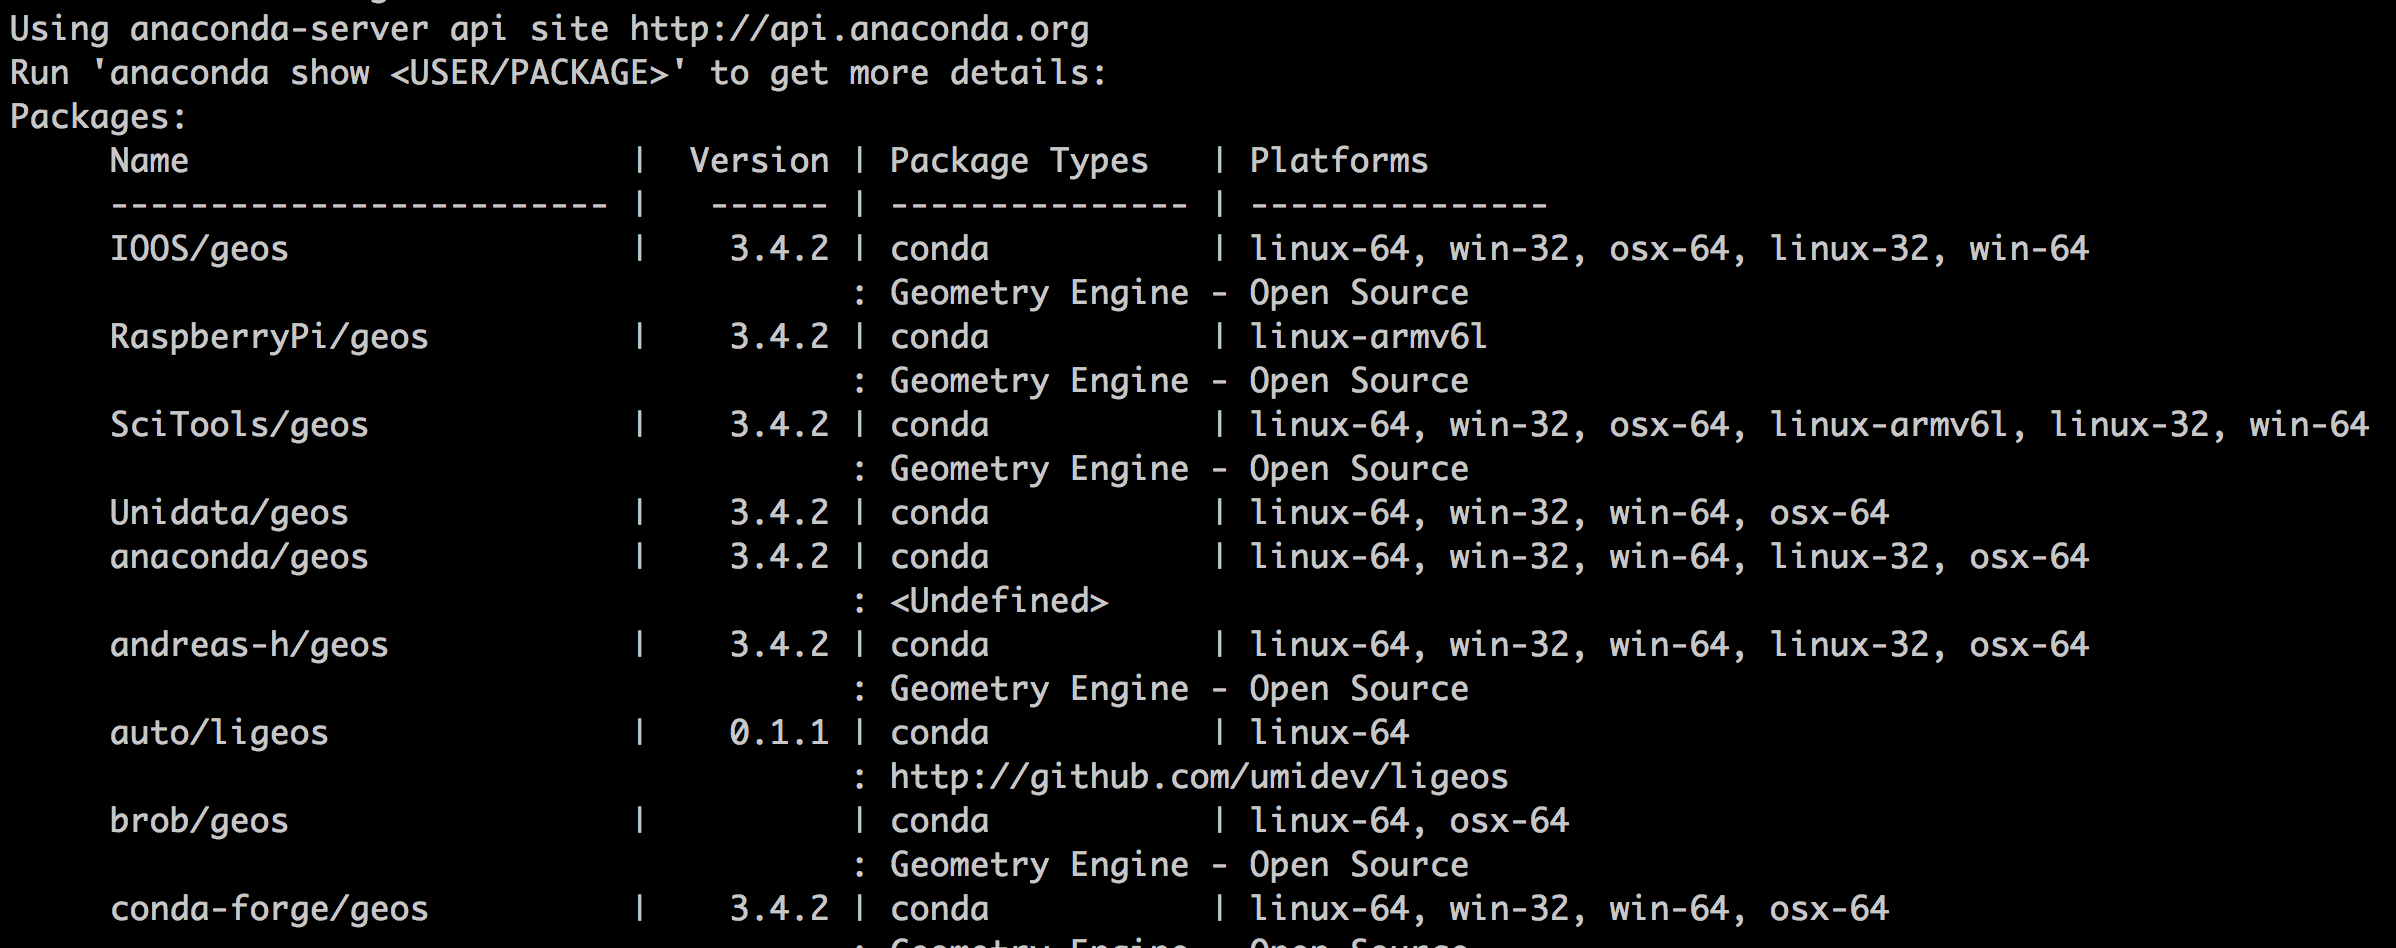 Using anaconda-server api site http://api.anaconda.org
Run 'anaconda show <USER/PACKAGE>' to get more details:
Packages:
     Name                      |  Version | Package Types   | Platforms
     ------------------------- |   ------ | --------------- | ---------------
     IOOS/geos                 |    3.4.2 | conda           | linux-64, win-32, osx-64, linux-32, win-64
                                          : Geometry Engine - Open Source
     RaspberryPi/geos          |    3.4.2 | conda           | linux-armv6l
                                          : Geometry Engine - Open Source
     SciTools/geos             |    3.4.2 | conda           | linux-64, win-32, osx-64, linux-armv6l, linux-32, win-64
                                          : Geometry Engine - Open Source
     Unidata/geos              |    3.4.2 | conda           | linux-64, win-32, win-64, osx-64
     anaconda/geos             |    3.4.2 | conda           | linux-64, win-32, win-64, linux-32, osx-64
                                          : <Undefined>
     andreas-h/geos            |    3.4.2 | conda           | linux-64, win-32, win-64, linux-32, osx-64
                                          : Geometry Engine - Open Source
     auto/ligeos               |    0.1.1 | conda           | linux-64
                                          : http://github.com/umidev/ligeos
     brob/geos                 |          | conda           | linux-64, osx-64
                                          : Geometry Engine - Open Source
     conda-forge/geos          |    3.4.2 | conda           | linux-64, win-32, win-64, osx-64
                                          : Geometry Engine - Open Source